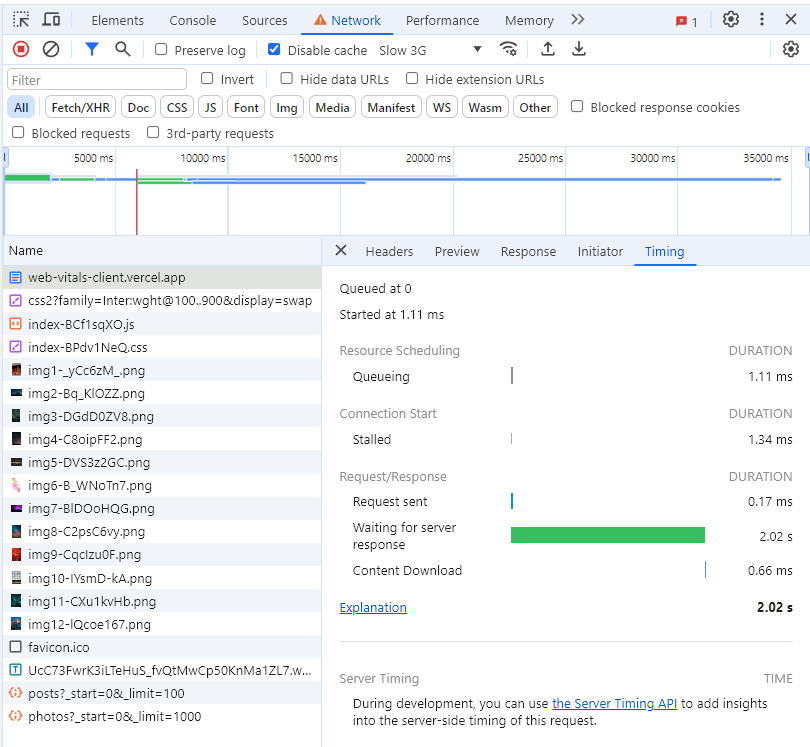 Elements Console Sources Network Performance Memory 1
Preserve log Disable cache Slow 3G
Filter Invert Hide data URLs Hide extension URLs
All Fetch/XHR Doc CSS JS Font Img Media Manifest WS Wasm Other Blocked response cookies
Blocked requests 3rd-party requests
5000 ms 10000 ms 15000 ms 20000 ms 25000 ms 30000 ms 35000 ms
Name
web-vitals-client.vercel.app
css2?family=Inter:wght@100..900&display=swap
index-BCf1sqXO.js
index-BPdv1NeQ.css
img1-_yCc6zM_.png
img2-Bq_KlOZZ.png
img3-DGdD0ZV8.png
img4-C8oipFF2.png
img5-DVS3z2GC.png
img6-B_WNoTn7.png
img7-BlDOoHQG.png
img8-C2psC6vy.png
img9-CqcIzu0F.png
img10-IYsmD-kA.png
img11-CXu1kvHb.png
img12-lQcoe167.png
favicon.ico
UcC73FwrK3iLTeHuS_fvQtMwCp50KnMa1ZL7.w...
posts?_start=0&_limit=100
photos?_start=0&_limit=1000
Headers Preview Response Initiator Timing
Queued at 0
Started at 1.11 ms
Resource Scheduling DURATION
Queueing 1.11 ms
Connection Start DURATION
Stalled 1.34 ms
Request/Response DURATION
Request sent 0.17 ms
Waiting for server
response 2.02 s
Content Download 0.66 ms
Explanation 2.02 s
Server Timing TIME
During development, you can use the Server Timing API to add insights
into the server-side timing of this request.